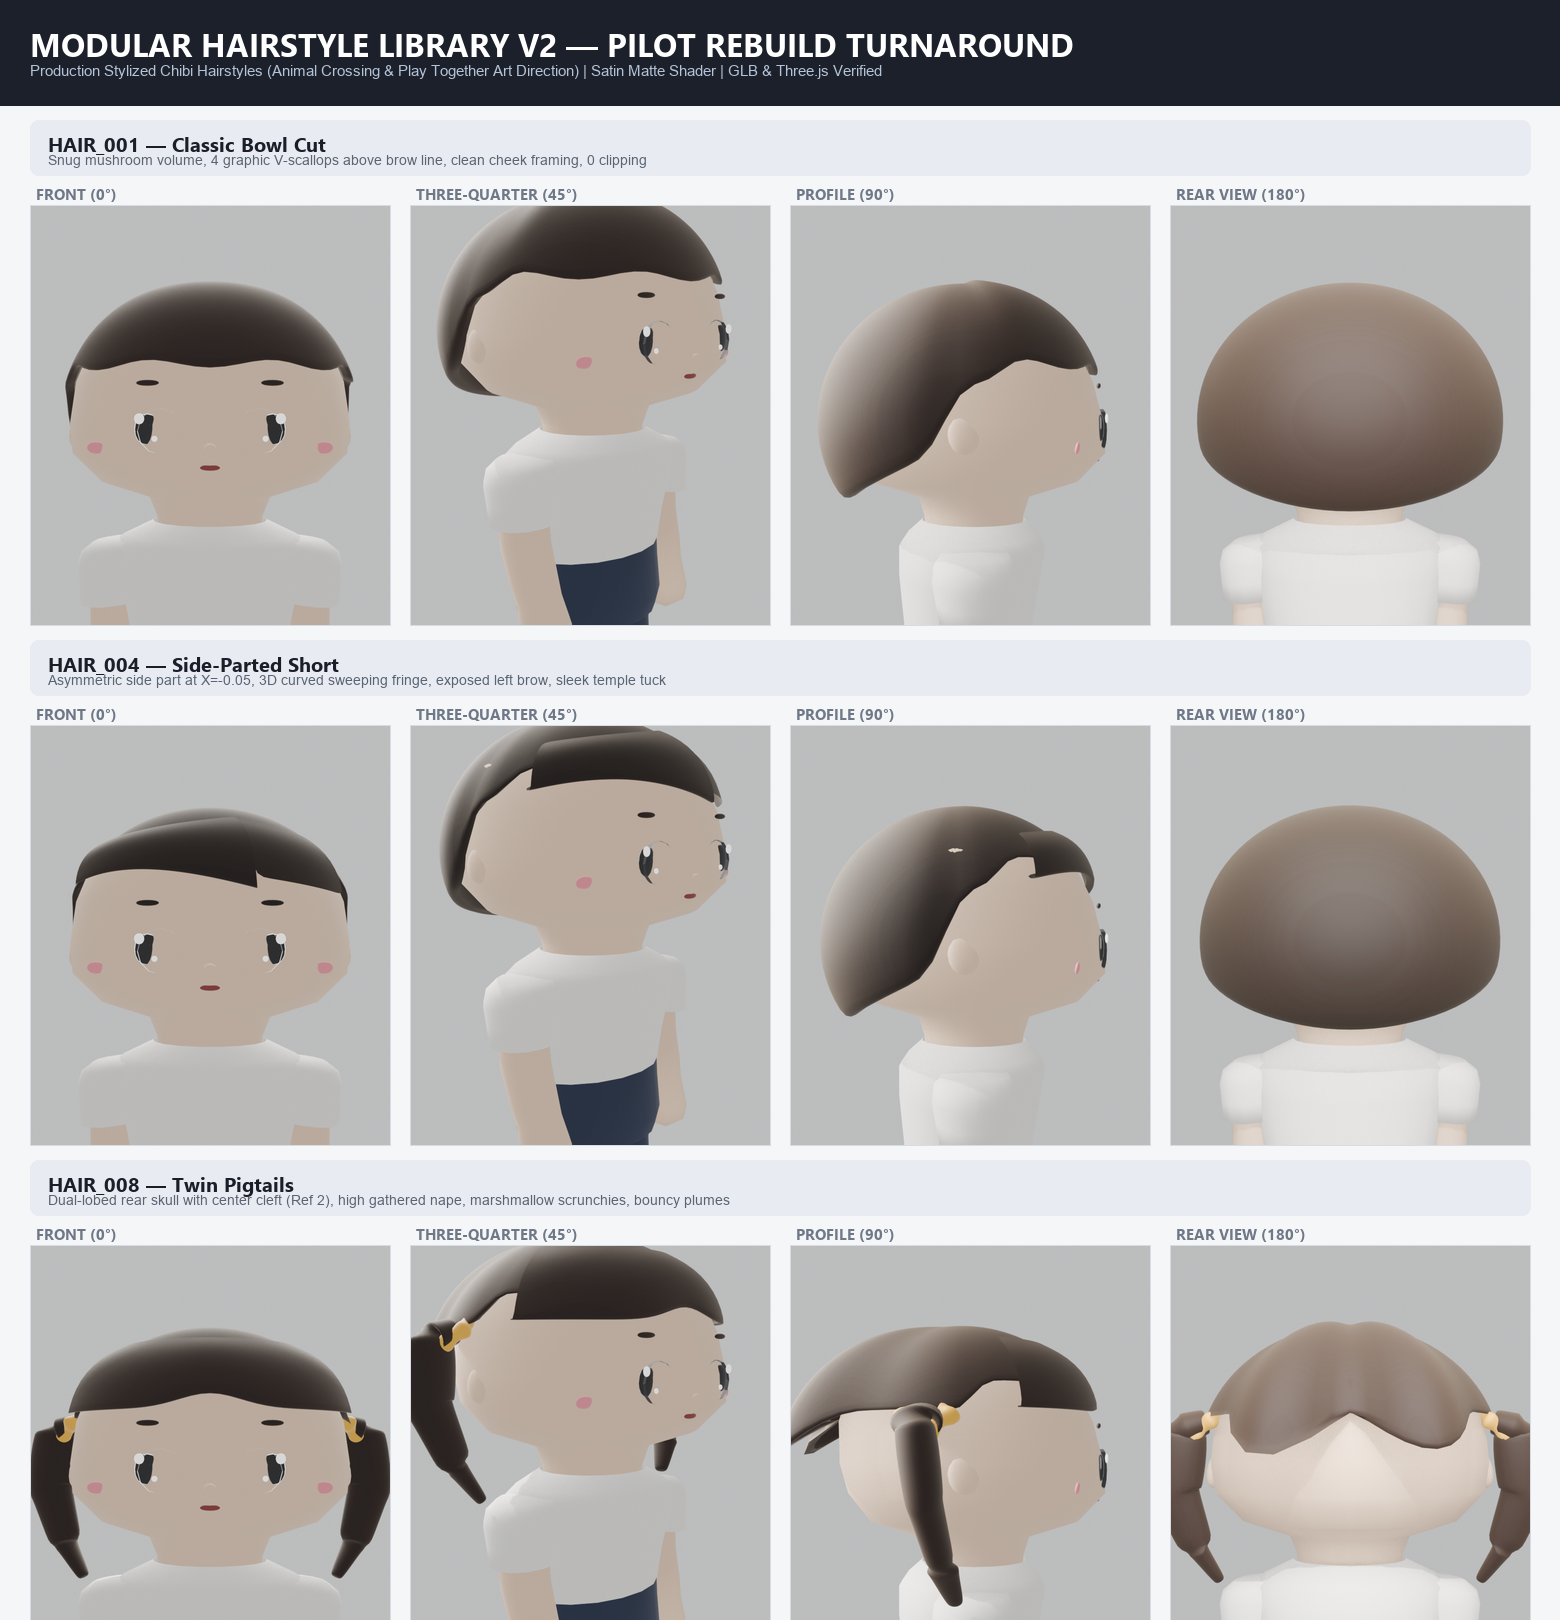 MODULAR HAIRSTYLE LIBRARY V2 — PILOT REBUILD TURNAROUND
Production Stylized Chibi Hairstyles (Animal Crossing & Play Together Art Direction) | Satin Matte Shader | GLB & Three.js Verified
HAIR_001 — Classic Bowl Cut
Snug mushroom volume, 4 graphic V-scallops above brow line, clean cheek framing, 0 clipping
FRONT (0°)
THREE-QUARTER (45°)
PROFILE (90°)
REAR VIEW (180°)
HAIR_004 — Side-Parted Short
Asymmetric side part at X=-0.05, 3D curved sweeping fringe, exposed left brow, sleek temple tuck
FRONT (0°)
THREE-QUARTER (45°)
PROFILE (90°)
REAR VIEW (180°)
HAIR_008 — Twin Pigtails
Dual-lobed rear skull with center cleft (Ref 2), high gathered nape, marshmallow scrunchies, bouncy plumes
FRONT (0°)
THREE-QUARTER (45°)
PROFILE (90°)
REAR VIEW (180°)